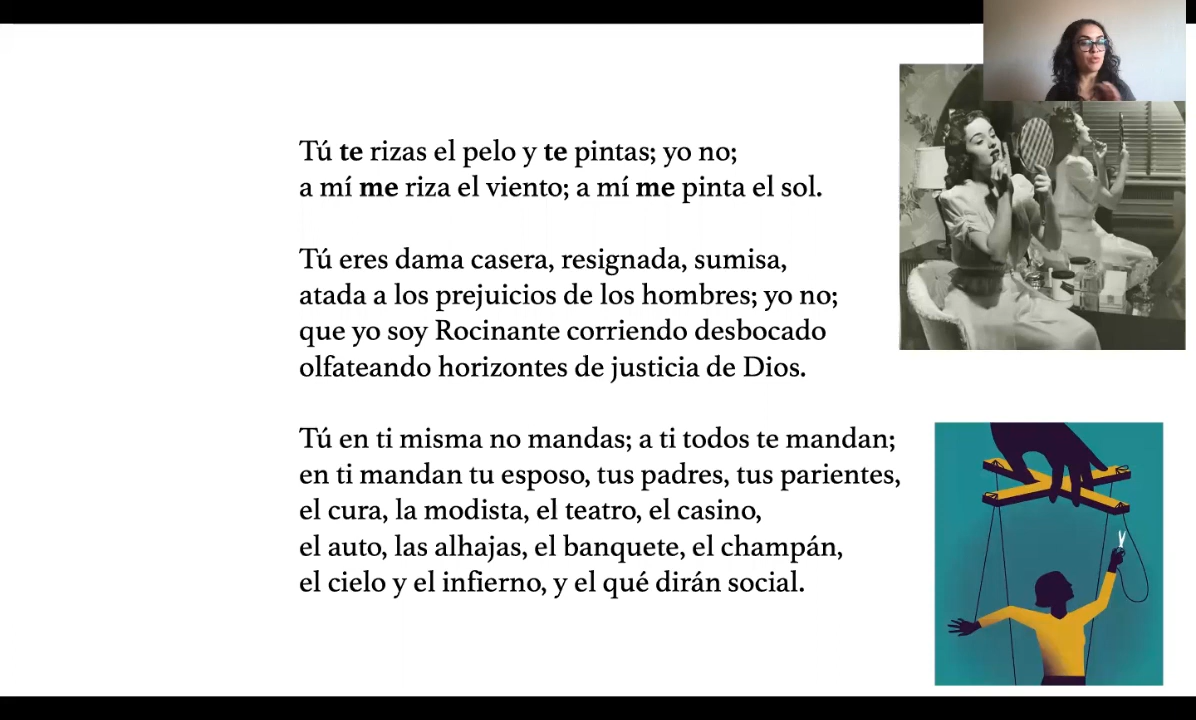 Tú te rizas el pelo y te pintas; yo no;
a mí me riza el viento; a mí me pinta el sol.
Tú eres dama casera, resignada, sumisa,
atada a los prejuicios de los hombres; yo no;
que yo soy Rocinante corriendo desbocado
olfateando horizontes de justicia de Dios.
Tú en ti misma no mandas; a ti todos te mandan;
en ti mandan tu esposo, tus padres, tus parientes,
el cura, la modista, el teatro, el casino,
el auto, las alhajas, el banquete, el champán,
el cielo y el infierno, y el qué dirán social.